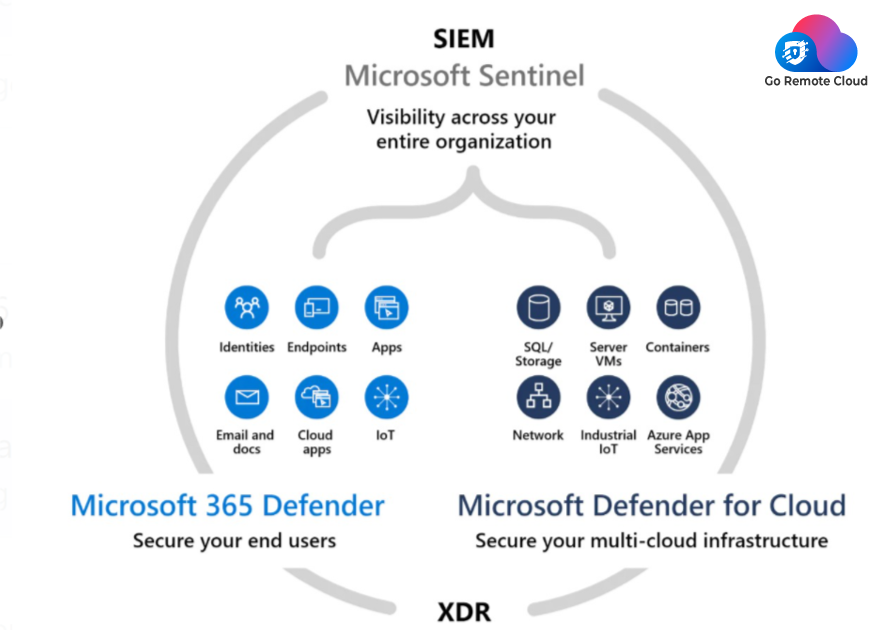 SIEM
Microsoft Sentinel
Go Remote Cloud
Visibility across your
entire organization
Identities Endpoints Apps
SQL/
Storage
Server
VMs
Containers
Email and
docs
Cloud
apps
IoT
Network
Industrial
IoT
Azure App
Services
Microsoft 365 Defender
Secure your end users
Microsoft Defender for Cloud
Secure your multi-cloud infrastructure
XDR